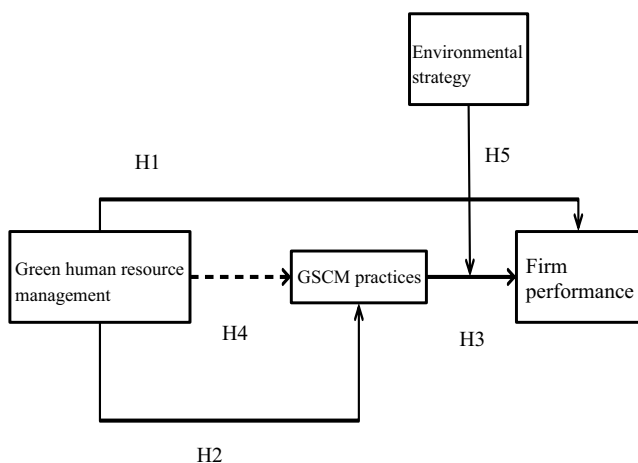 Environmental
strategy
H5
H1
Green human resource
management
GSCM practices
Firm
performance
H4
H3
H2